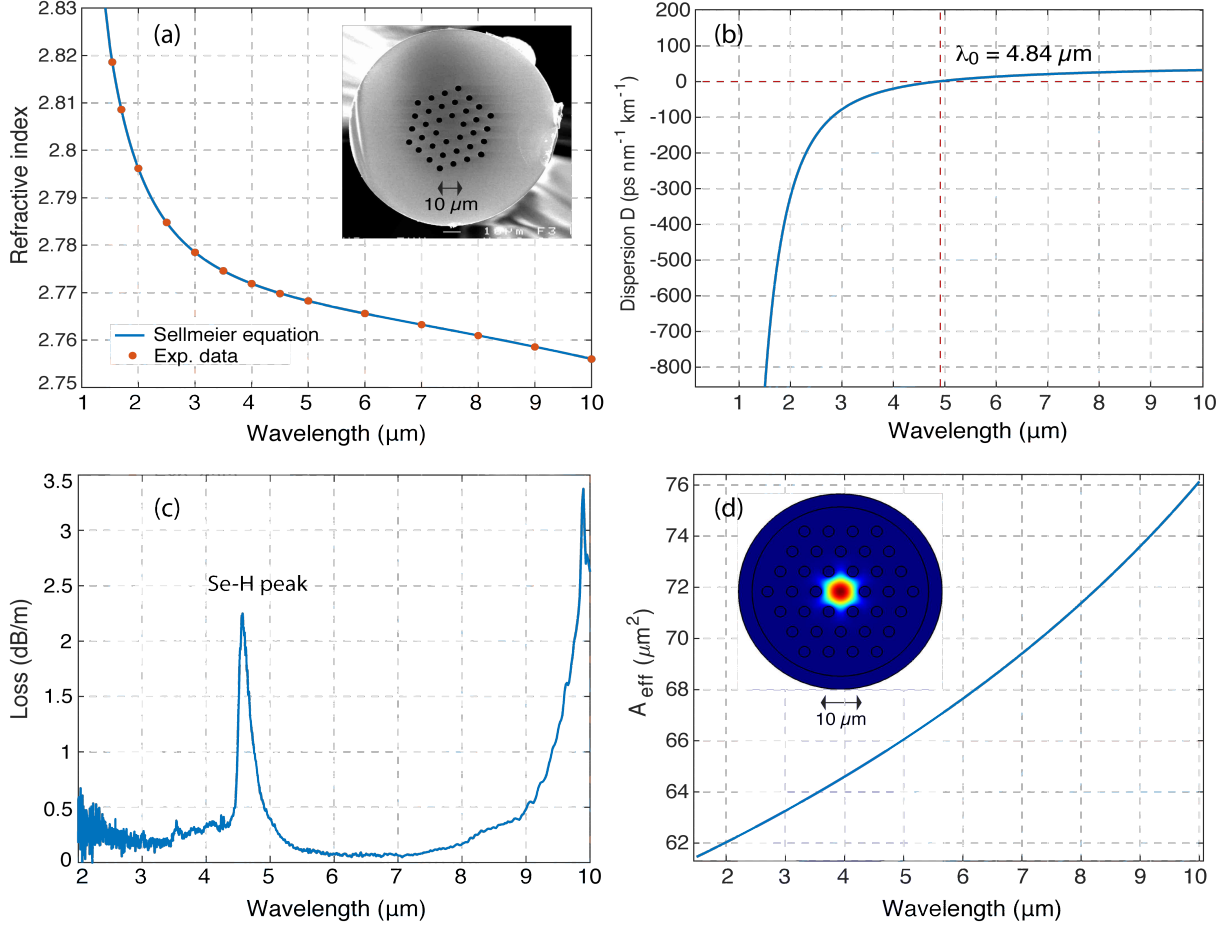 (a)
2.83
2.82
2.81
2.8
2.79
2.78
2.77
2.76
2.75
Refractive index
10 μm
10μm F3
Sellmeier equation
Exp. data
1 2 3 4 5 6 7 8 9 10
Wavelength (μm)
(b)
λ0 = 4.84 μm
200
100
0
-100
-200
-300
-400
-500
-600
-700
-800
Dispersion D (ps nm-1 km-1)
1 2 3 4 5 6 7 8 9 10
Wavelength (μm)
(c)
Se-H peak
3.5
3
2.5
2
1.5
1
0.5
0
Loss (dB/m)
2 3 4 5 6 7 8 9 10
Wavelength (μm)
(d)
76
74
72
70
68
66
64
62
A eff (μm2)
10 μm
2 3 4 5 6 7 8 9 10
Wavelength (μm)